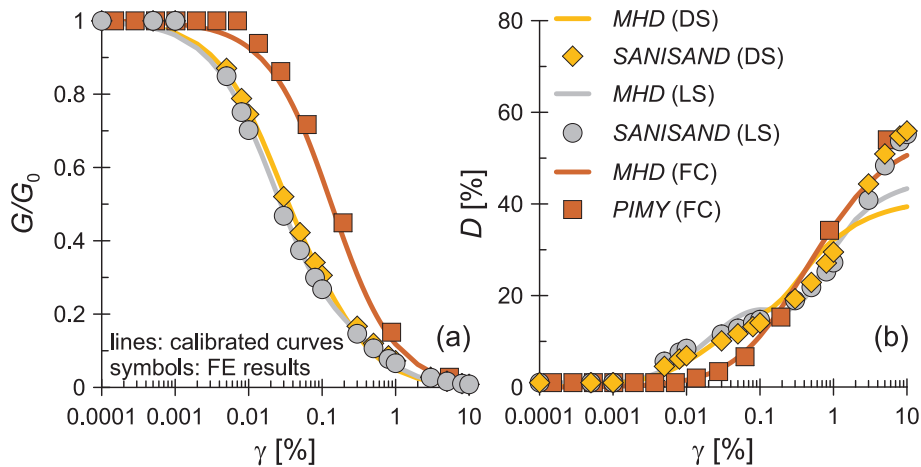 1
0.8
0.6
0.4
0.2
0
G/G0
0.0001 0.001 0.01 0.1 1 10
γ [%]
lines: calibrated curves
symbols: FE results
(a)
80
60
40
20
0
D [%]
0.0001 0.001 0.01 0.1 1 10
γ [%]
MHD (DS)
SANISAND (DS)
MHD (LS)
SANISAND (LS)
MHD (FC)
PIMY (FC)
(b)